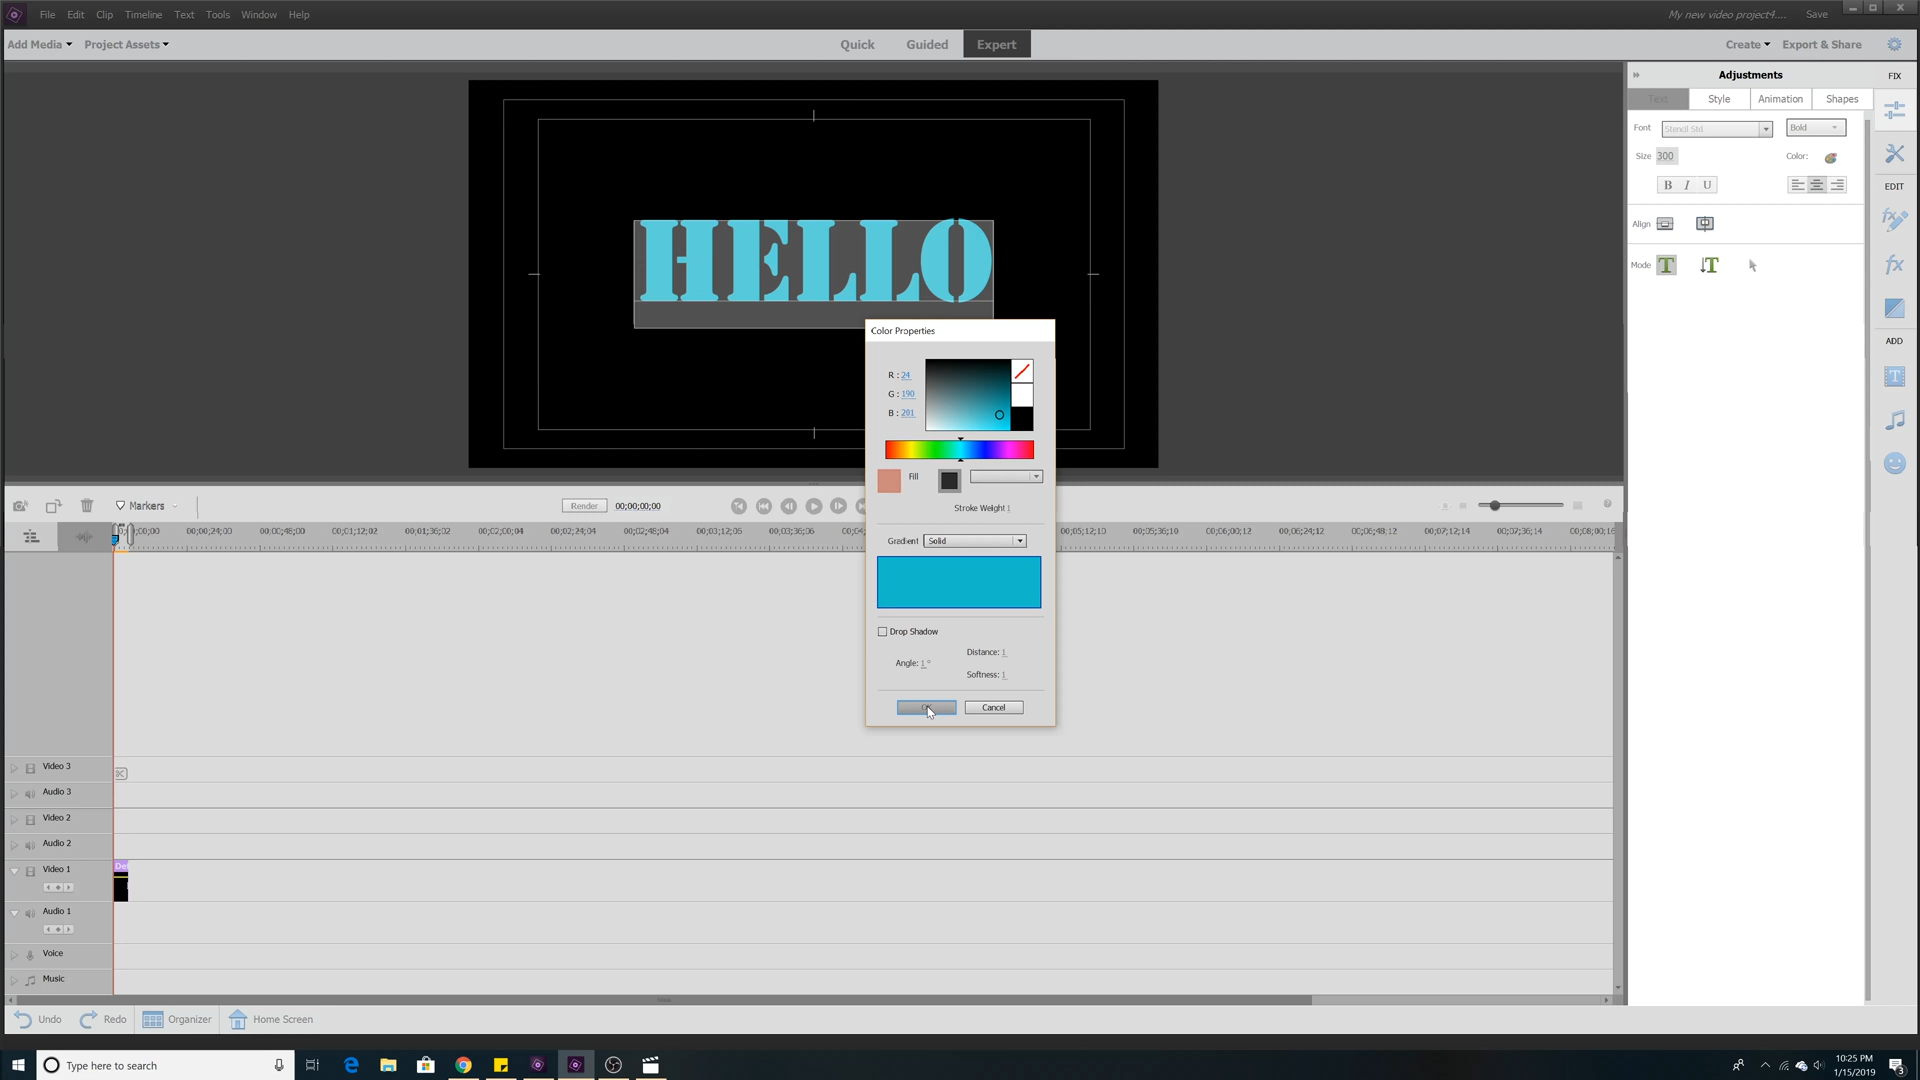 File Edit Clip Timeline Text Tools Window Help
My new video project4.... Save
Add Media Project Assets
Quick Guided Expert
Create Export & Share
Adjustments
FIX
Text Style Animation Shapes
Font Stencil Std Bold
Size 300 Color:
B I U
EDIT
Align
Mode T T
ADD
HELLO
Color Properties
R : 24
G : 190
B : 201
Fill
Stroke Weight 1
Gradient Solid
Drop Shadow
Distance: 1
Angle: 1 °
Softness: 1
OK Cancel
Markers
Render 00;00;00;00
00;00;24;00 00;00;48;00 00;01;12;02 00;01;36;02 00;02;00;04 00;02;24;04 00;02;48;04 00;03;12;05 00;03;36;06 00;05;12;10 00;05;36;10 00;06;00;12 00;06;24;12 00;06;48;12 00;07;12;14 00;07;36;14 00;08;00;16
Video 3
Audio 3
Video 2
Audio 2
Video 1
Def
Audio 1
Voice
Music
Undo Redo Organizer Home Screen
Type here to search
10:25 PM
1/15/2019
3